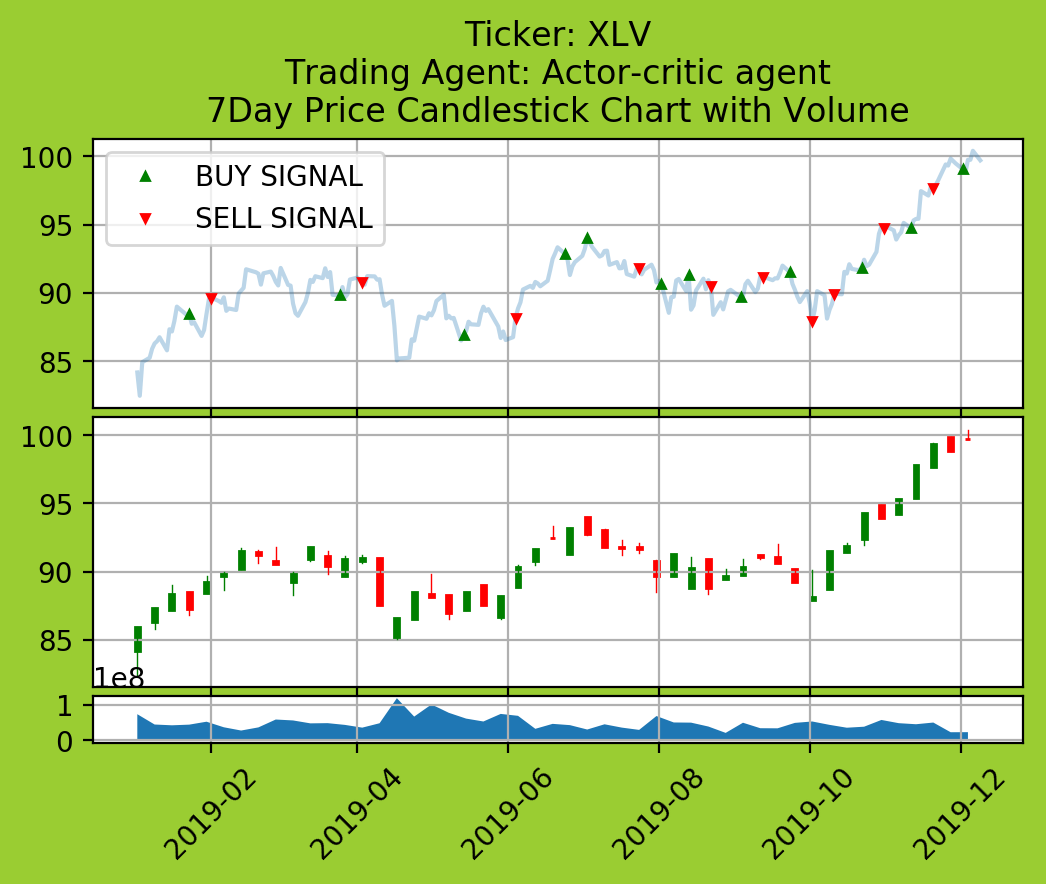 Ticker: XLV
Trading Agent: Actor-critic agent
7Day Price Candlestick Chart with Volume
100
95
90
85
BUY SIGNAL
SELL SIGNAL
100
95
90
85
1e8
1
0
2019-02
2019-04
2019-06
2019-08
2019-10
2019-12